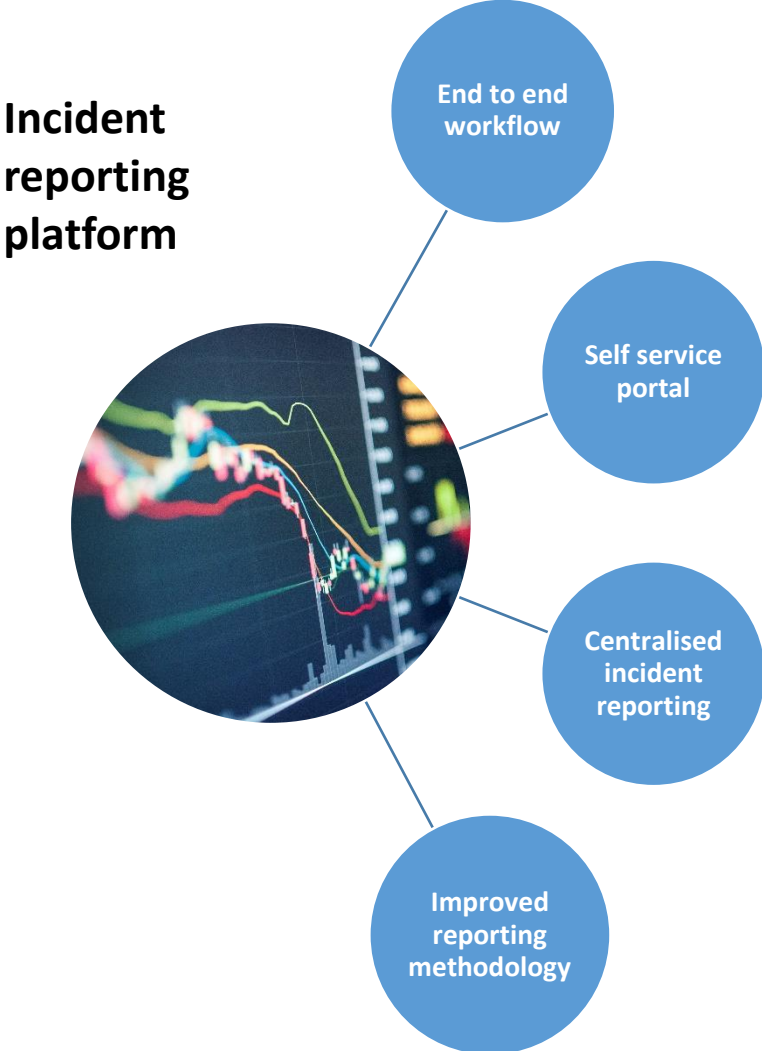 Incident
reporting
platform
End to end
workflow
Self service
portal
Centralised
incident
reporting
Improved
reporting
methodology